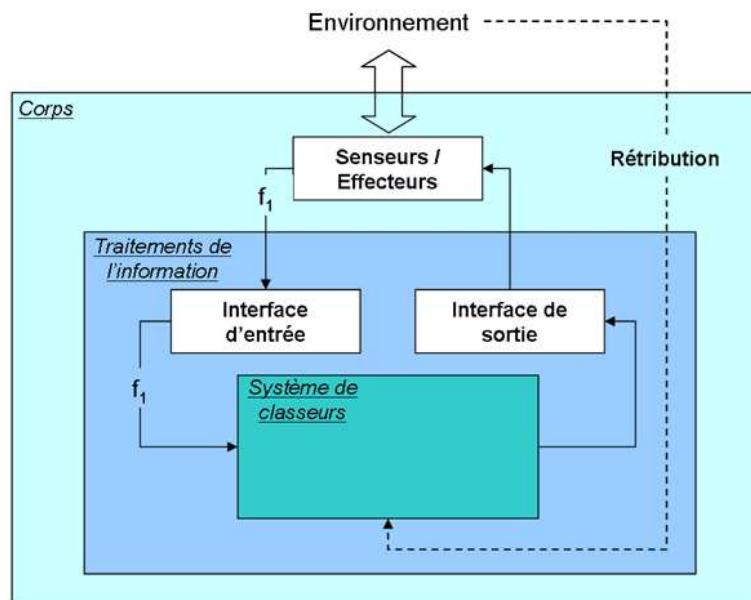 Environnement
Corps
Senseurs /
Effecteurs
Rétribution
f1
Traitements de
l'information
Interface
d'entrée
Interface de
sortie
f1
Système de
classeurs